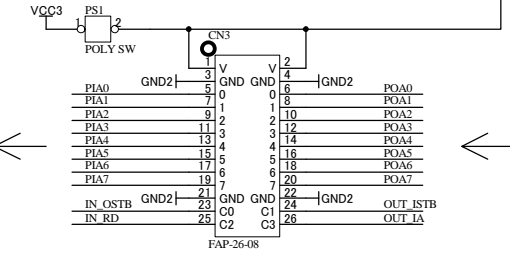 VCC3 PS1
1 2
POLY SW
CN3
1 V V 2
GND2 3 GND GND 4 GND2
PIA0 5 0 0 6 POA0
PIA1 7 1 1 8 POA1
PIA2 9 2 2 10 POA2
PIA3 11 3 3 12 POA3
PIA4 13 4 4 14 POA4
PIA5 15 5 5 16 POA5
PIA6 17 6 6 18 POA6
PIA7 19 7 7 20 POA7
GND2 21 GND GND 22 GND2
IN_OSTB 23 C0 C1 24 OUT_ISTB
IN_RD 25 C2 C3 26 OUT_IA
FAP-26-08